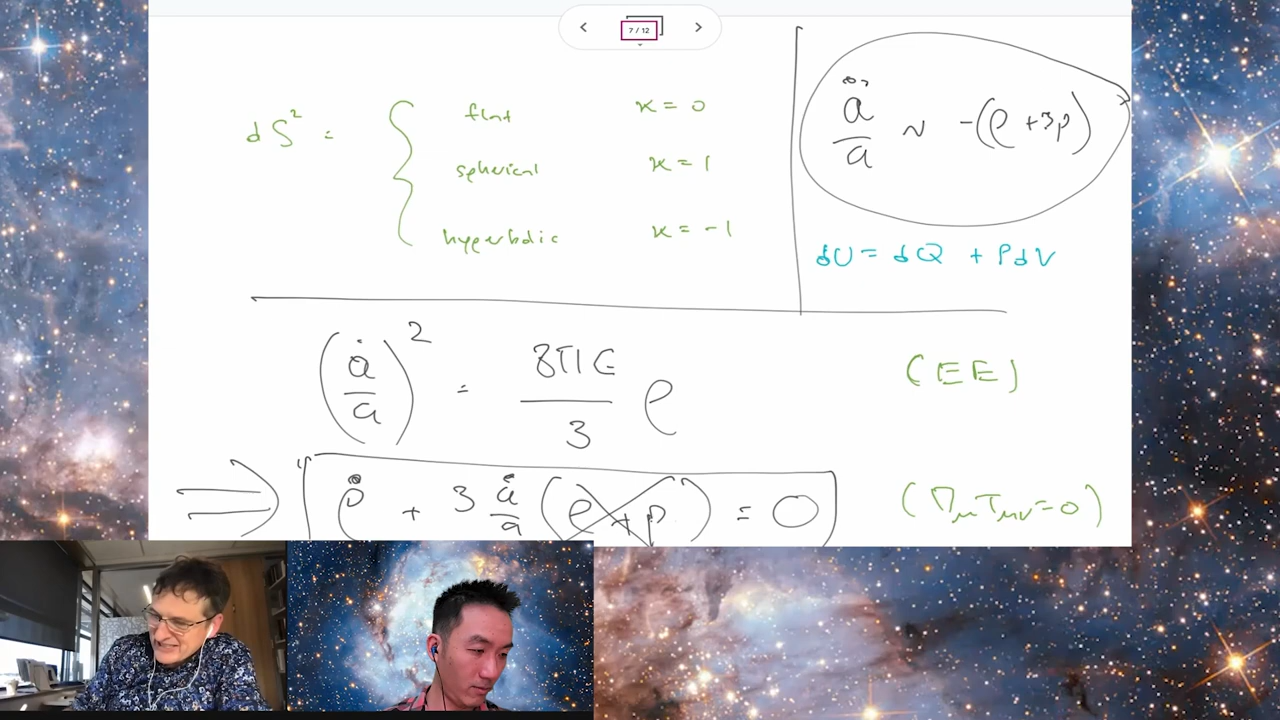 7 / 12
dS² = { flat κ = 0
spherical κ = 1
hyperbolic κ = -1
ä/a ~ -(ρ + 3p)
dU = dQ + PdV
(ȧ/a)² = 8πG/3 ρ (EE)
⇒ ρ̇ + 3 ȧ/a (ρ + p) = 0 (∇μTμν = 0)